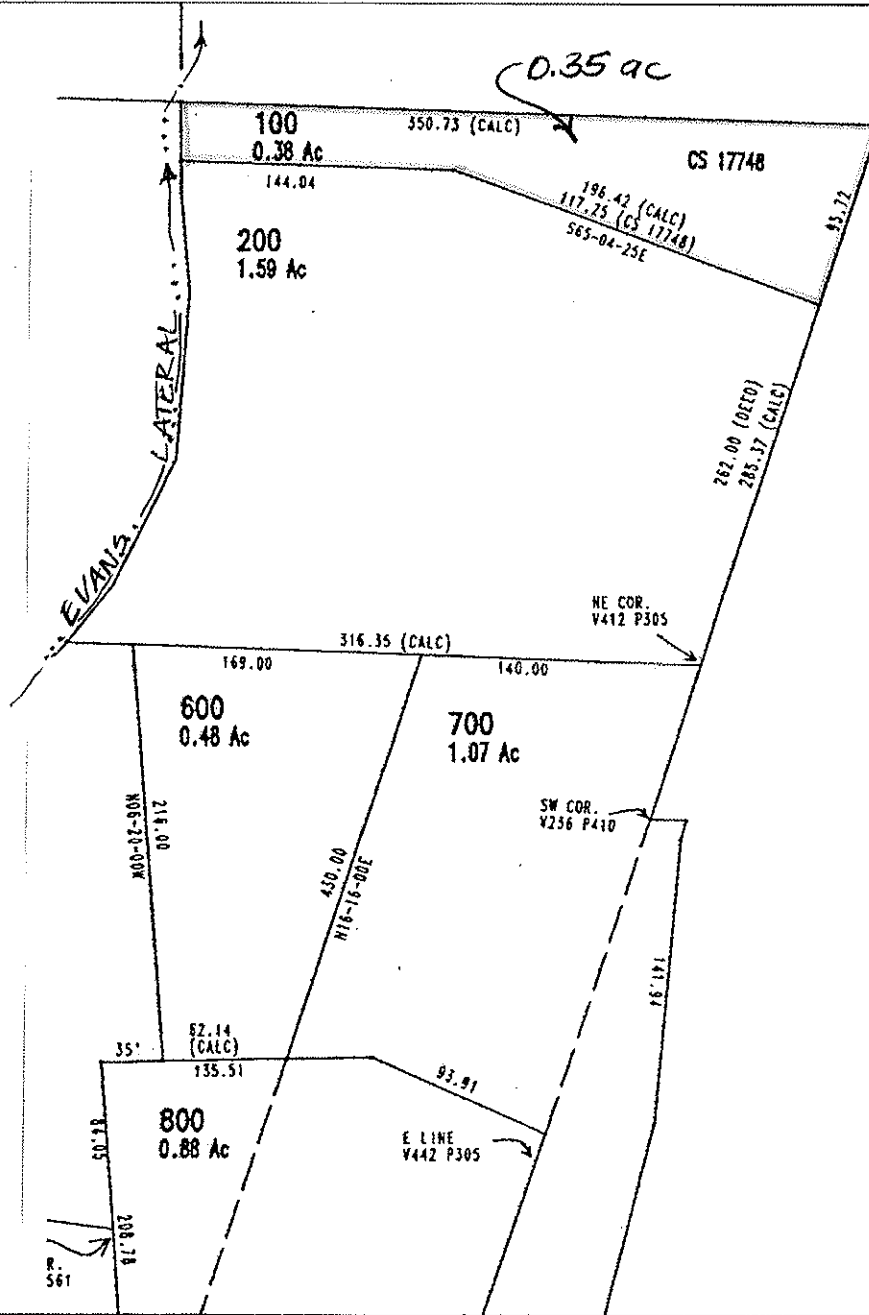 0.35 ac
100
0.38 Ac
350.73 (CALC)
CS 17748
144.04
196.42 (CALC)
117.25 (CS 17748)
S65-04-25E
93.72
200
1.59 Ac
EVANS LATERAL
262.00 (DEED)
285.37 (CALC)
NE COR.
V412 P305
316.35 (CALC)
169.00
140.00
600
0.48 Ac
700
1.07 Ac
SW COR.
V256 P410
N06-20-00W
216.00
430.00
N16-16-00E
141.94
35'
62.14
(CALC)
135.51
93.91
800
0.88 Ac
E LINE
V442 P305
84.05
208.78
R.
561